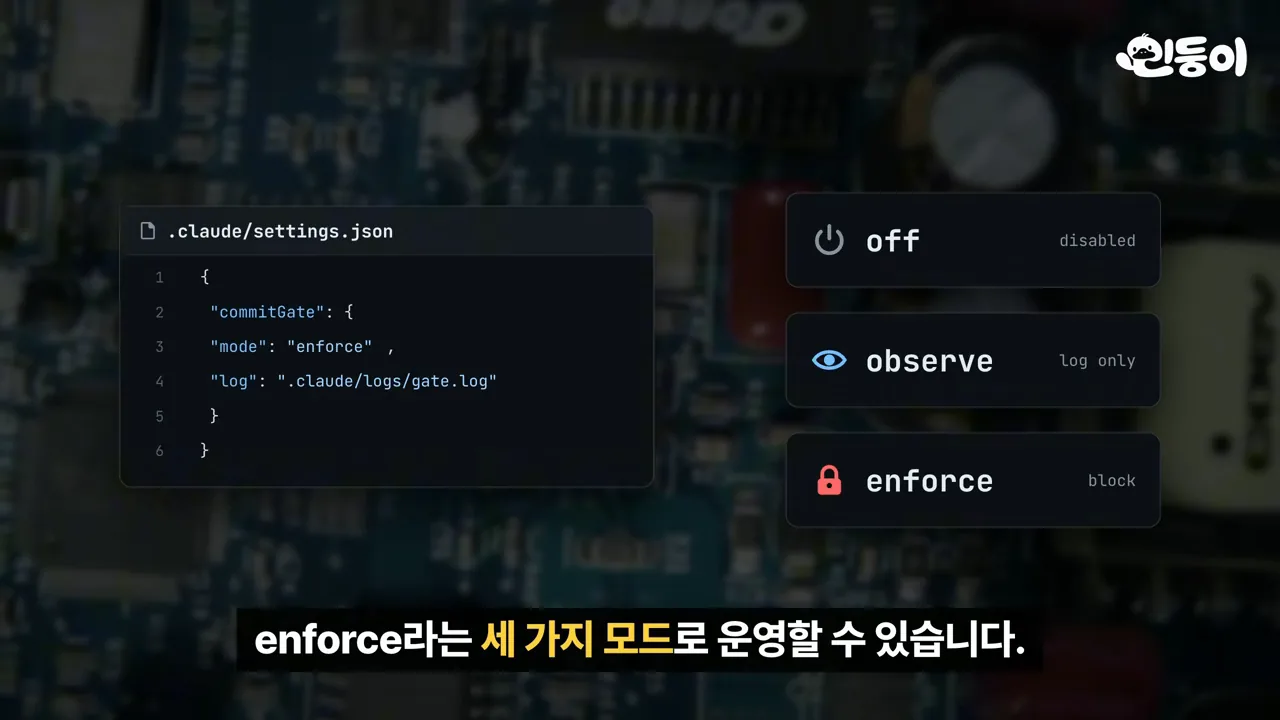 인둥이
.claude/settings.json
1 {
2 "commitGate": {
3 "mode": "enforce" ,
4 "log": ".claude/logs/gate.log"
5 }
6 }
off disabled
observe log only
enforce block
enforce라는 세 가지 모드로 운영할 수 있습니다.